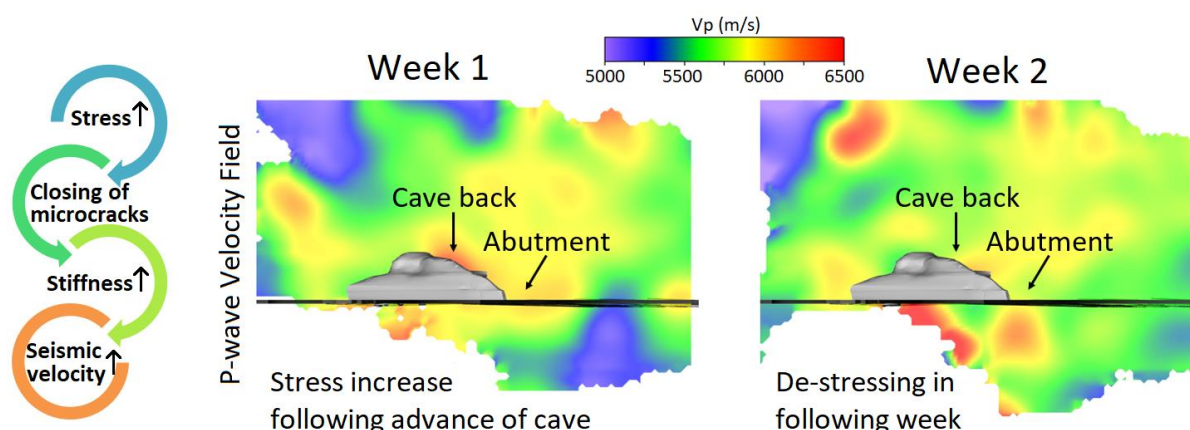 Stress↑
Closing of
microcracks
Stiffness↑
Seismic
velocity↑
P-wave Velocity Field
Week 1
Vp (m/s)
5000 5500 6000 6500
Week 2
Cave back
Abutment
Stress increase
following advance of cave
Cave back
Abutment
De-stressing in
following week